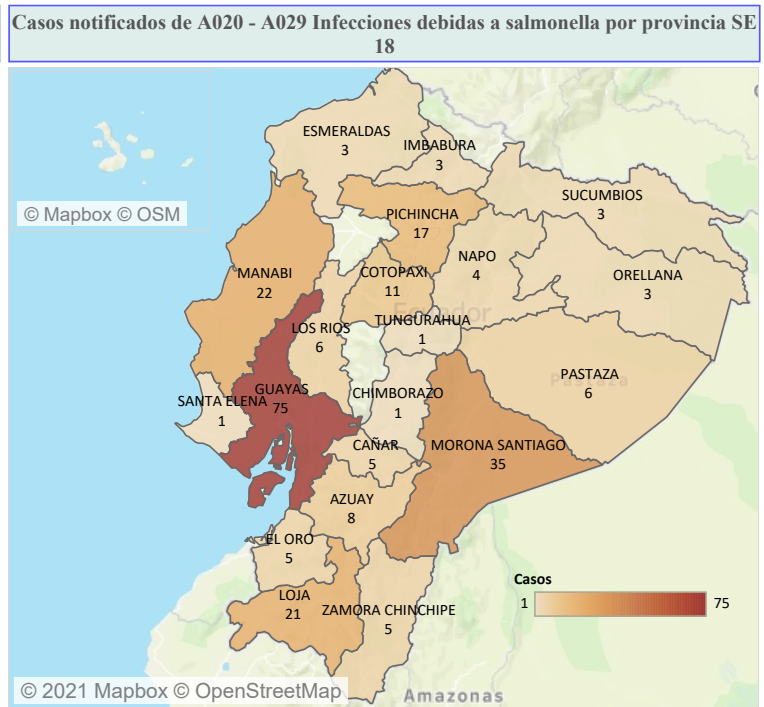 Casos notificados de A020 - A029 Infecciones debidas a salmonella por provincia SE
18
ESMERALDAS
3
IMBABURA
3
SUCUMBIOS
3
© Mapbox © OSM
PICHINCHA
17
NAPO
4
MANABI
22
COTOPAXI
11
ORELLANA
3
Ecuador
LOS RIOS
6
TUNGURAHUA
1
PASTAZA
6
Pastaza
SANTA ELENA
1
GUAYAS
75
CHIMBORAZO
1
CAÑAR
5
MORONA SANTIAGO
35
AZUAY
8
EL ORO
5
LOJA
21
ZAMORA CHINCHIPE
5
Casos
1
75
© 2021 Mapbox © OpenStreetMap
Amazonas